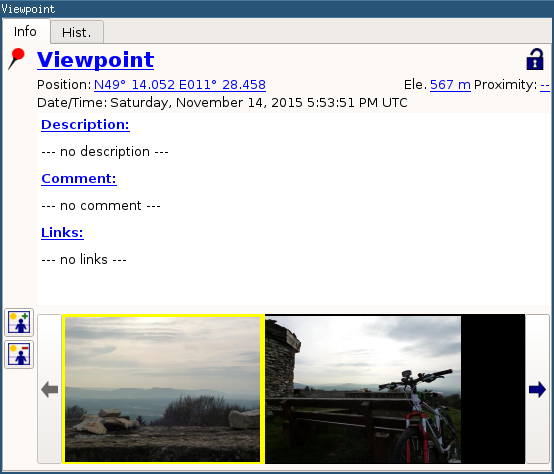 Viewpoint
Info Hist.
Viewpoint
Position: N49° 14.052 E011° 28.458 Ele. 567 m Proximity: --
Date/Time: Saturday, November 14, 2015 5:53:51 PM UTC
Description:
--- no description ---
Comment:
--- no comment ---
Links:
--- no links ---